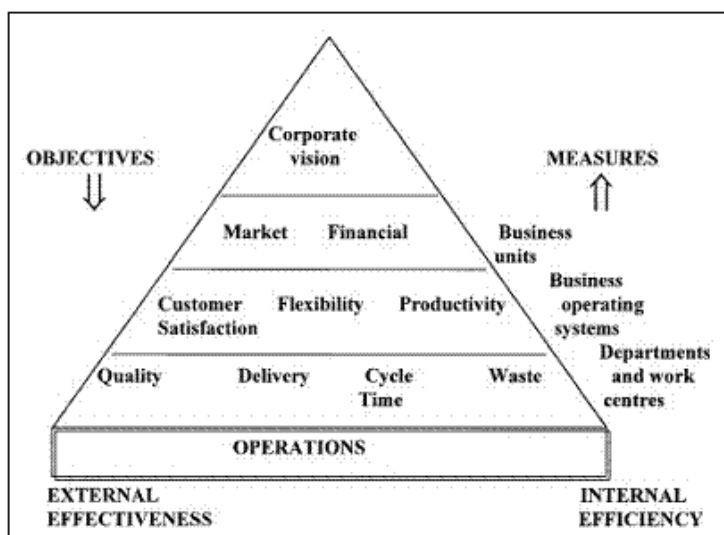 Corporate
vision
OBJECTIVES
MEASURES
Market Financial
Business
units
Customer
Satisfaction
Flexibility
Productivity
Business
operating
systems
Quality
Delivery
Cycle
Time
Waste
Departments
and work
centres
OPERATIONS
EXTERNAL
EFFECTIVENESS
INTERNAL
EFFICIENCY